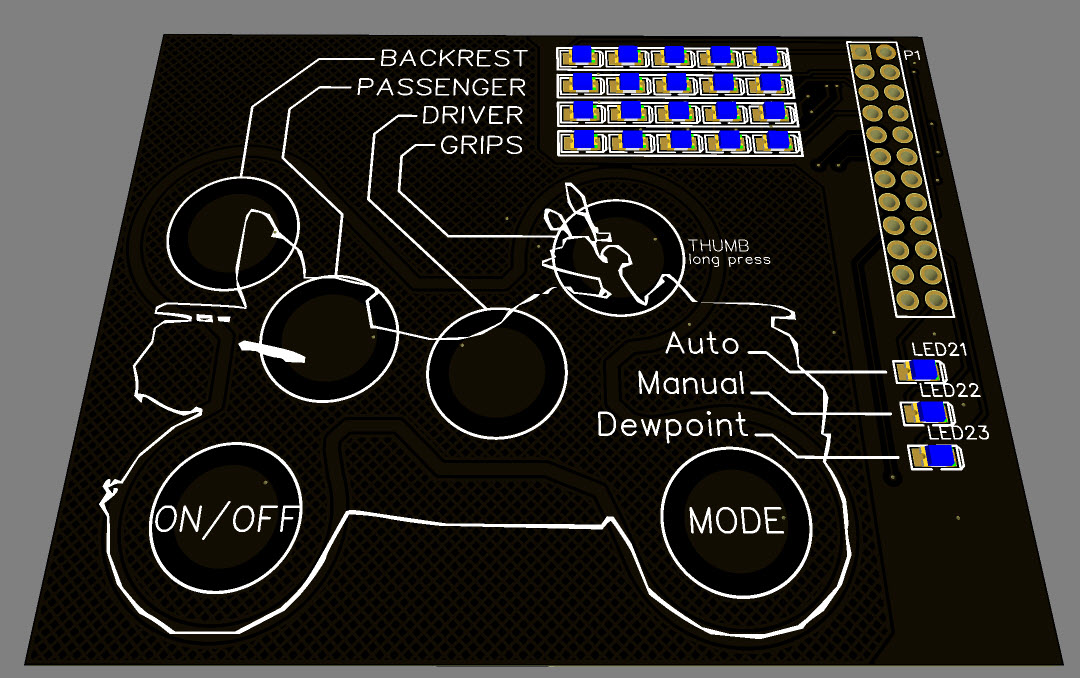 BACKREST
P1
PASSENGER
DRIVER
GRIPS
THUMB
long press
Auto
LED21
Manual
LED22
Dewpoint
LED23
ON/OFF
MODE